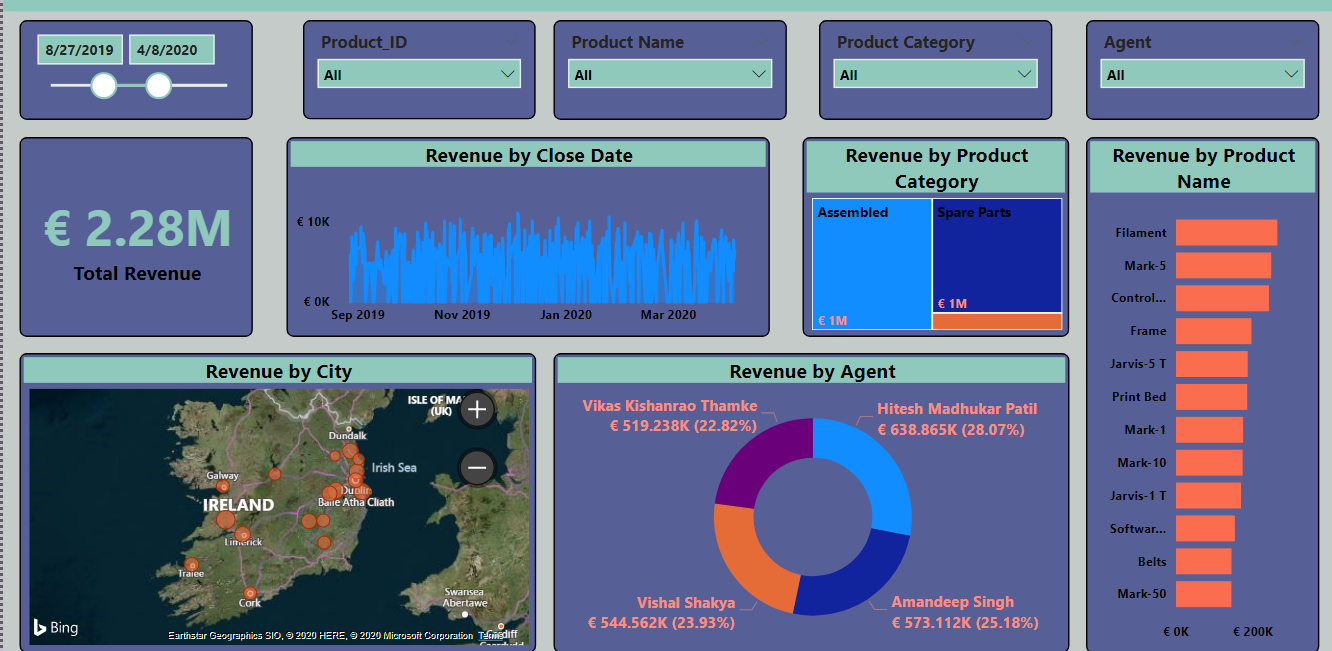 8/27/2019
4/8/2020
Product_ID
All
Product Name
All
Product Category
All
Agent
All
€ 2.28M
Total Revenue
Revenue by Close Date
€ 10K
€ 0K
Sep 2019
Nov 2019
Jan 2020
Mar 2020
Revenue by Product
Category
Assembled
€ 1M
Spare Parts
€ 1M
Revenue by Product
Name
Filament
Mark-5
Control...
Frame
Jarvis-5 T
Print Bed
Mark-1
Mark-10
Jarvis-1 T
Softwar...
Belts
Mark-50
€ 0K
€ 200K
Revenue by City
ISLE OF MA
(UK)
Dundalk
Irish Sea
Galway
Dublin
IRELAND
Baile Atha Cliath
Limerick
Tralee
Cork
Swansea
Abertawe
Bing
Earthstar Geographics SIO, © 2020 HERE, © 2020 Microsoft Corporation Terms
Revenue by Agent
Vikas Kishanrao Thamke
€ 519.238K (22.82%)
Hitesh Madhukar Patil
€ 638.865K (28.07%)
Vishal Shakya
€ 544.562K (23.93%)
Amandeep Singh
€ 573.112K (25.18%)